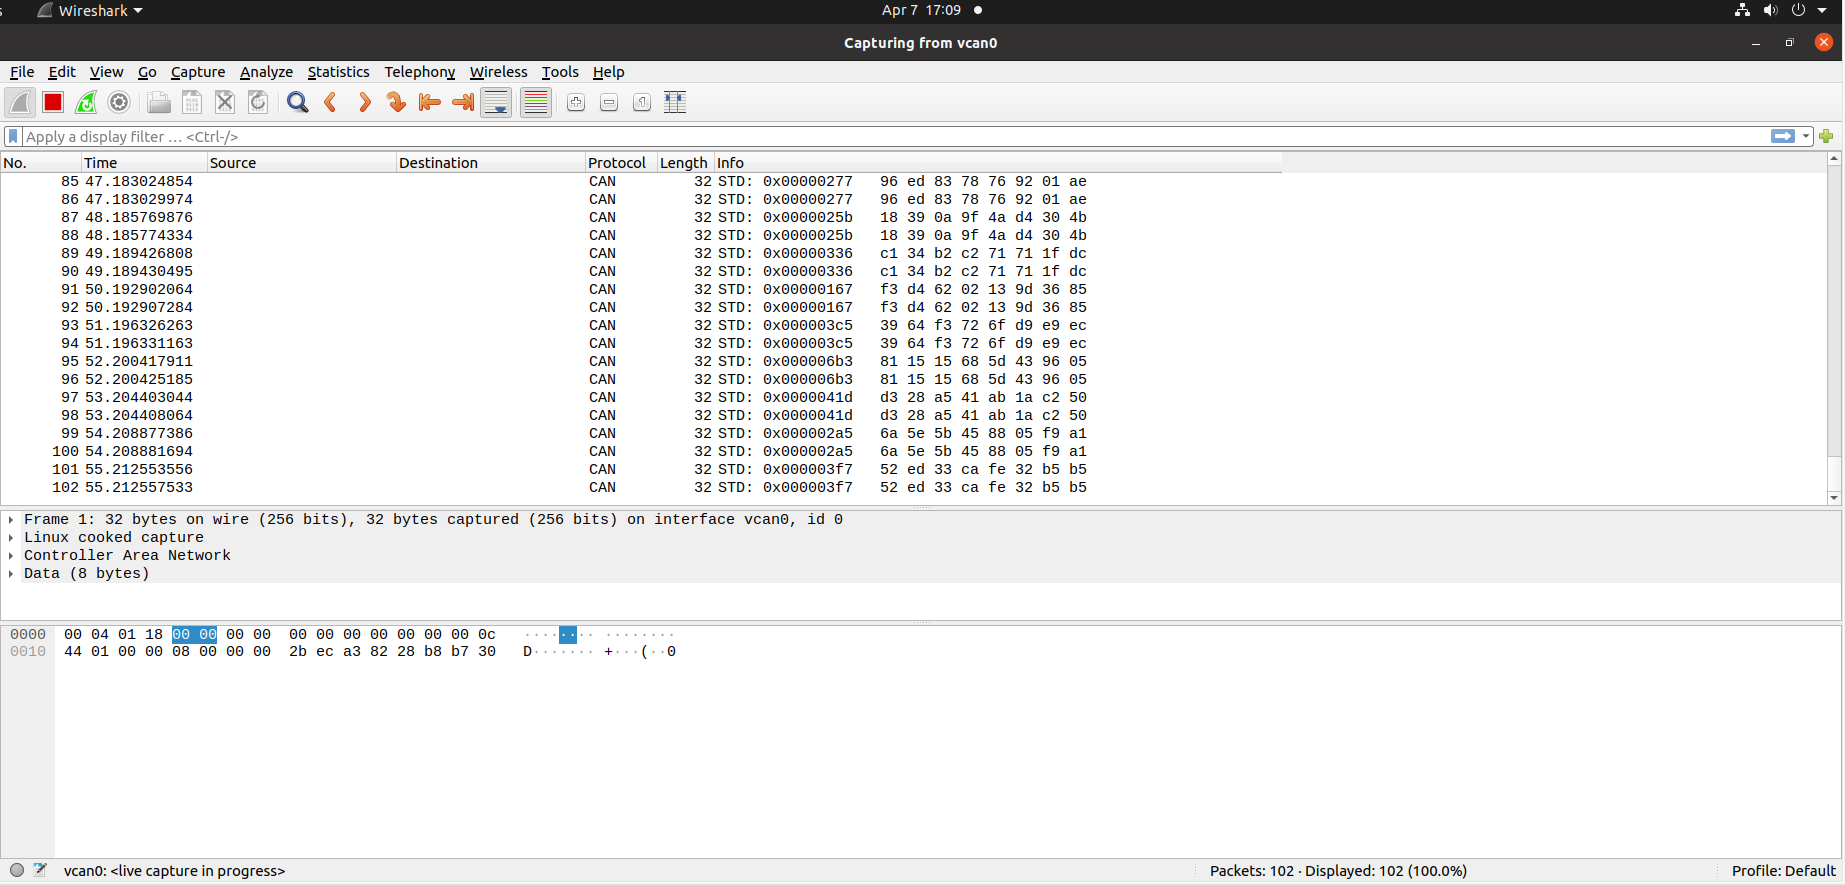 s Wireshark Apr 7 17:09
Capturing from vcan0
File Edit View Go Capture Analyze Statistics Telephony Wireless Tools Help
Apply a display filter … <Ctrl-/>
No. Time Source Destination Protocol Length Info
85 47.183024854 CAN 32 STD: 0x00000277 96 ed 83 78 76 92 01 ae
86 47.183029974 CAN 32 STD: 0x00000277 96 ed 83 78 76 92 01 ae
87 48.185769876 CAN 32 STD: 0x0000025b 18 39 0a 9f 4a d4 30 4b
88 48.185774334 CAN 32 STD: 0x0000025b 18 39 0a 9f 4a d4 30 4b
89 49.189426808 CAN 32 STD: 0x00000336 c1 34 b2 c2 71 71 1f dc
90 49.189430495 CAN 32 STD: 0x00000336 c1 34 b2 c2 71 71 1f dc
91 50.192902064 CAN 32 STD: 0x00000167 f3 d4 62 02 13 9d 36 85
92 50.192907284 CAN 32 STD: 0x00000167 f3 d4 62 02 13 9d 36 85
93 51.196326263 CAN 32 STD: 0x000003c5 39 64 f3 72 6f d9 e9 ec
94 51.196331163 CAN 32 STD: 0x000003c5 39 64 f3 72 6f d9 e9 ec
95 52.200417911 CAN 32 STD: 0x000006b3 81 15 15 68 5d 43 96 05
96 52.200425185 CAN 32 STD: 0x000006b3 81 15 15 68 5d 43 96 05
97 53.204403044 CAN 32 STD: 0x0000041d d3 28 a5 41 ab 1a c2 50
98 53.204408064 CAN 32 STD: 0x0000041d d3 28 a5 41 ab 1a c2 50
99 54.208877386 CAN 32 STD: 0x000002a5 6a 5e 5b 45 88 05 f9 a1
100 54.208881694 CAN 32 STD: 0x000002a5 6a 5e 5b 45 88 05 f9 a1
101 55.212553556 CAN 32 STD: 0x000003f7 52 ed 33 ca fe 32 b5 b5
102 55.212557533 CAN 32 STD: 0x000003f7 52 ed 33 ca fe 32 b5 b5
Frame 1: 32 bytes on wire (256 bits), 32 bytes captured (256 bits) on interface vcan0, id 0
Linux cooked capture
Controller Area Network
Data (8 bytes)
0000 00 04 01 18 00 00 00 00 00 00 00 00 00 00 00 0c ········ ········
0010 44 01 00 00 08 00 00 00 2b ec a3 82 28 b8 b7 30 D······· +···(··0
vcan0: <live capture in progress> Packets: 102 · Displayed: 102 (100.0%) Profile: Default